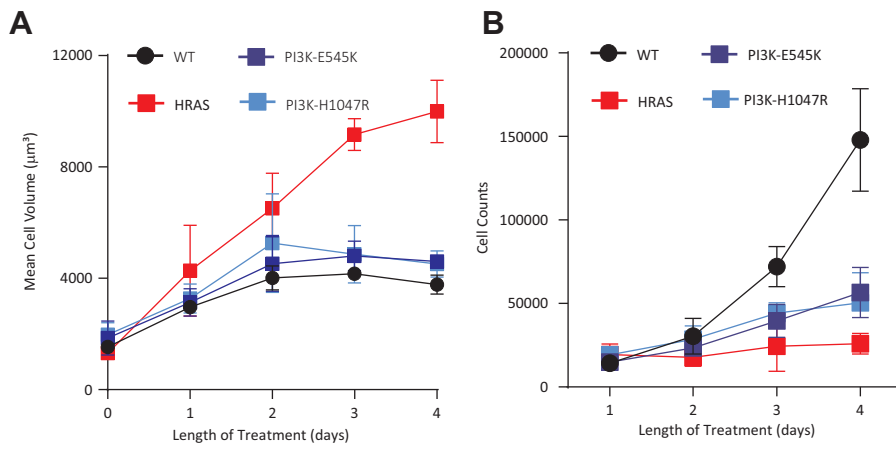 A
WT
PI3K-E545K
HRAS
PI3K-H1047R
12000
8000
4000
0
Mean Cell Volume (µm³)
0 1 2 3 4
Length of Treatment (days)
B
WT
PI3K-E545K
HRAS
PI3K-H1047R
200000
150000
100000
50000
0
Cell Counts
1 2 3 4
Length of Treatment (days)